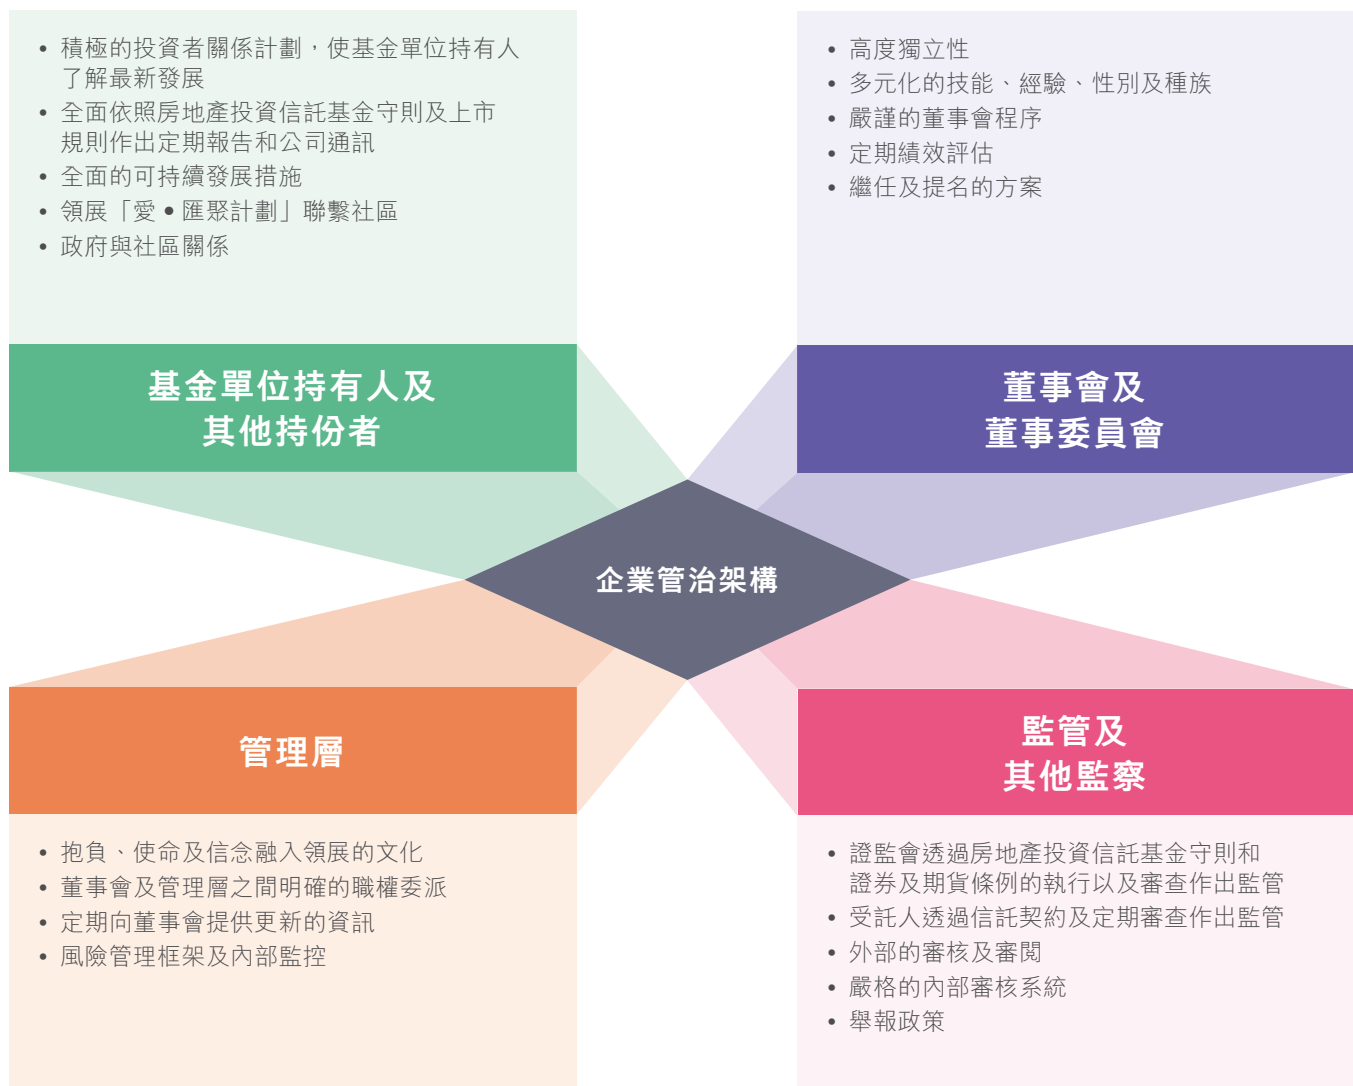 • 積極的投資者關係計劃，使基金單位持有人
了解最新發展
• 全面依照房地產投資信託基金守則及上市
規則作出定期報告和公司通訊
• 全面的可持續發展措施
• 領展「愛•匯聚計劃」聯繫社區
• 政府與社區關係
基金單位持有人及
其他持份者
• 高度獨立性
• 多元化的技能、經驗、性別及種族
• 嚴謹的董事會程序
• 定期績效評估
• 繼任及提名的方案
董事會及
董事委員會
企業管治架構
管理層
• 抱負、使命及信念融入領展的文化
• 董事會及管理層之間明確的職權委派
• 定期向董事會提供更新的資訊
• 風險管理框架及內部監控
監管及
其他監察
• 證監會透過房地產投資信託基金守則和
證券及期貨條例的執行以及審查作出監管
• 受託人透過信託契約及定期審查作出監管
• 外部的審核及審閱
• 嚴格的內部審核系統
• 舉報政策